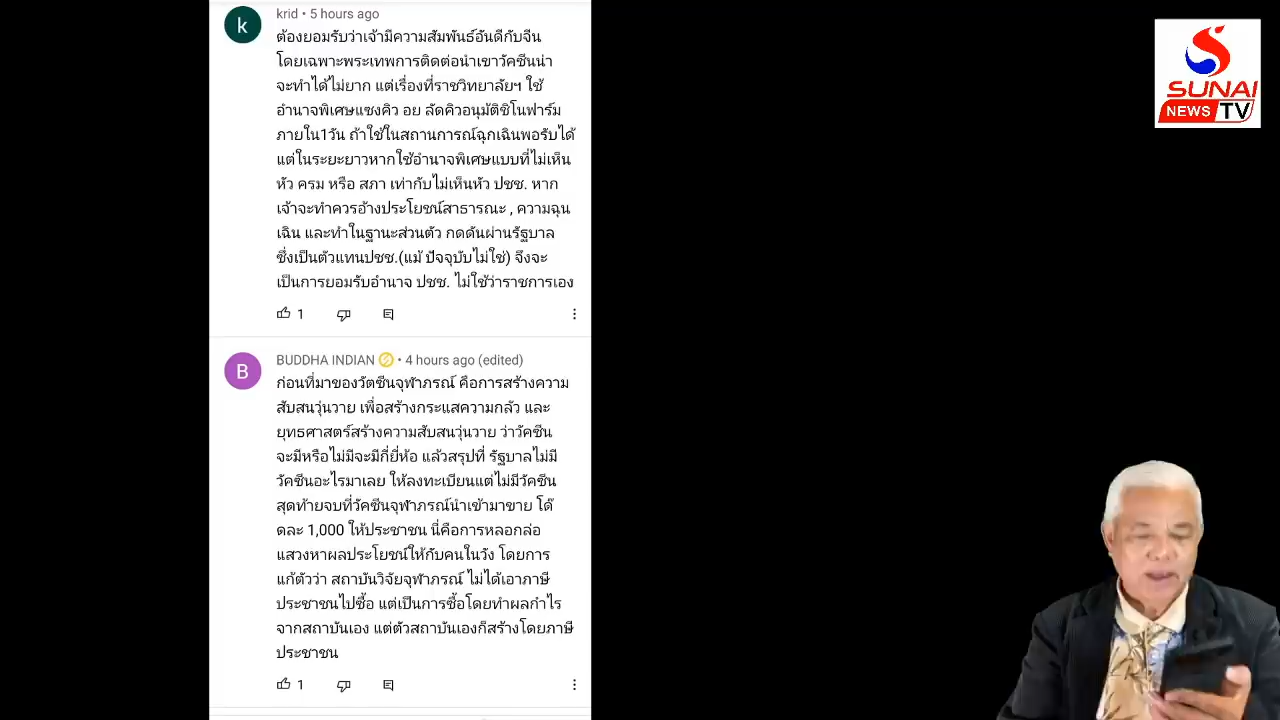 krid • 5 hours ago
k
ต้องยอมรับว่าเจ้ามีความสัมพันธ์อันดีกับจีน
โดยเฉพาะพระเทพการติดต่อนำเขาวัคซีนน่า
จะทำได้ไม่ยาก แต่เรื่องที่ราชวิทยาลัยฯ ใช้
อำนาจพิเศษแซงคิว อย ลัดคิวอนุมัติซิโนฟาร์ม
ภายใน1วัน ถ้าใช้ในสถานการณ์ฉุกเฉินพอรับได้
แต่ในระยะยาวหากใช้อำนาจพิเศษแบบที่ไม่เห็น
หัว ครม หรือ สภา เท่ากับไม่เห็นหัว ปชช. หาก
เจ้าจะทำควรอ้างประโยชน์สาธารณะ , ความฉุน
เฉิน และทำในฐานะส่วนตัว กดดันผ่านรัฐบาล
ซึ่งเป็นตัวแทนปชช.(แม้ ปัจจุบับไม่ใช่) จึงจะ
เป็นการยอมรับอำนาจ ปชช. ไม่ใช้ว่าราชการเอง
1
BUDDHA INDIAN • 4 hours ago (edited)
B
ก่อนที่มาของวัตซีนจุฬาภรณ์ คือการสร้างความ
สับสนวุ่นวาย เพื่อสร้างกระแสความกลัว และ
ยุทธศาสตร์สร้างความสับสนวุ่นวาย ว่าวัคซีน
จะมีหรือไม่มีจะมีกี่ยี่ห้อ แล้วสรุปที่ รัฐบาลไม่มี
วัคซีนอะไรมาเลย ให้ลงทะเบียนแต่ไม่มีวัคซีน
สุดท้ายจบที่วัคซีนจุฬาภรณ์นำเข้ามาขาย โด๊
ดละ 1,000 ให้ประชาชน นี่คือการหลอกล่อ
แสวงหาผลประโยชน์ให้กับคนในวัง โดยการ
แก้ตัวว่า สถาบันวิจัยจุฬาภรณ์ ไม่ได้เอาภาษี
ประชาชนไปซื้อ แต่เป็นการซื้อโดยทำผลกำไร
จากสถาบันเอง แต่ตัวสถาบันเองก็สร้างโดยภาษี
ประชาชน
1
SUNAI
NEWS TV